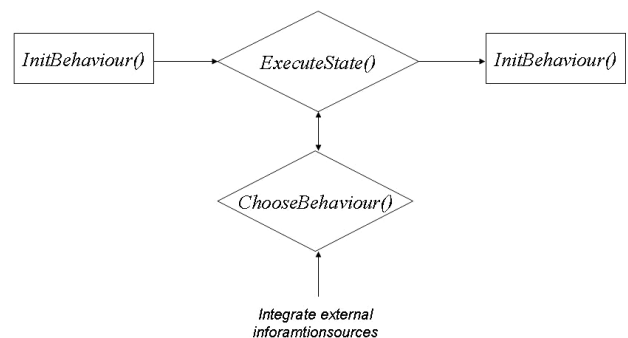 InitBehaviour()
ExecuteState()
InitBehaviour()
ChooseBehaviour()
Integrate external
inforamtionsources